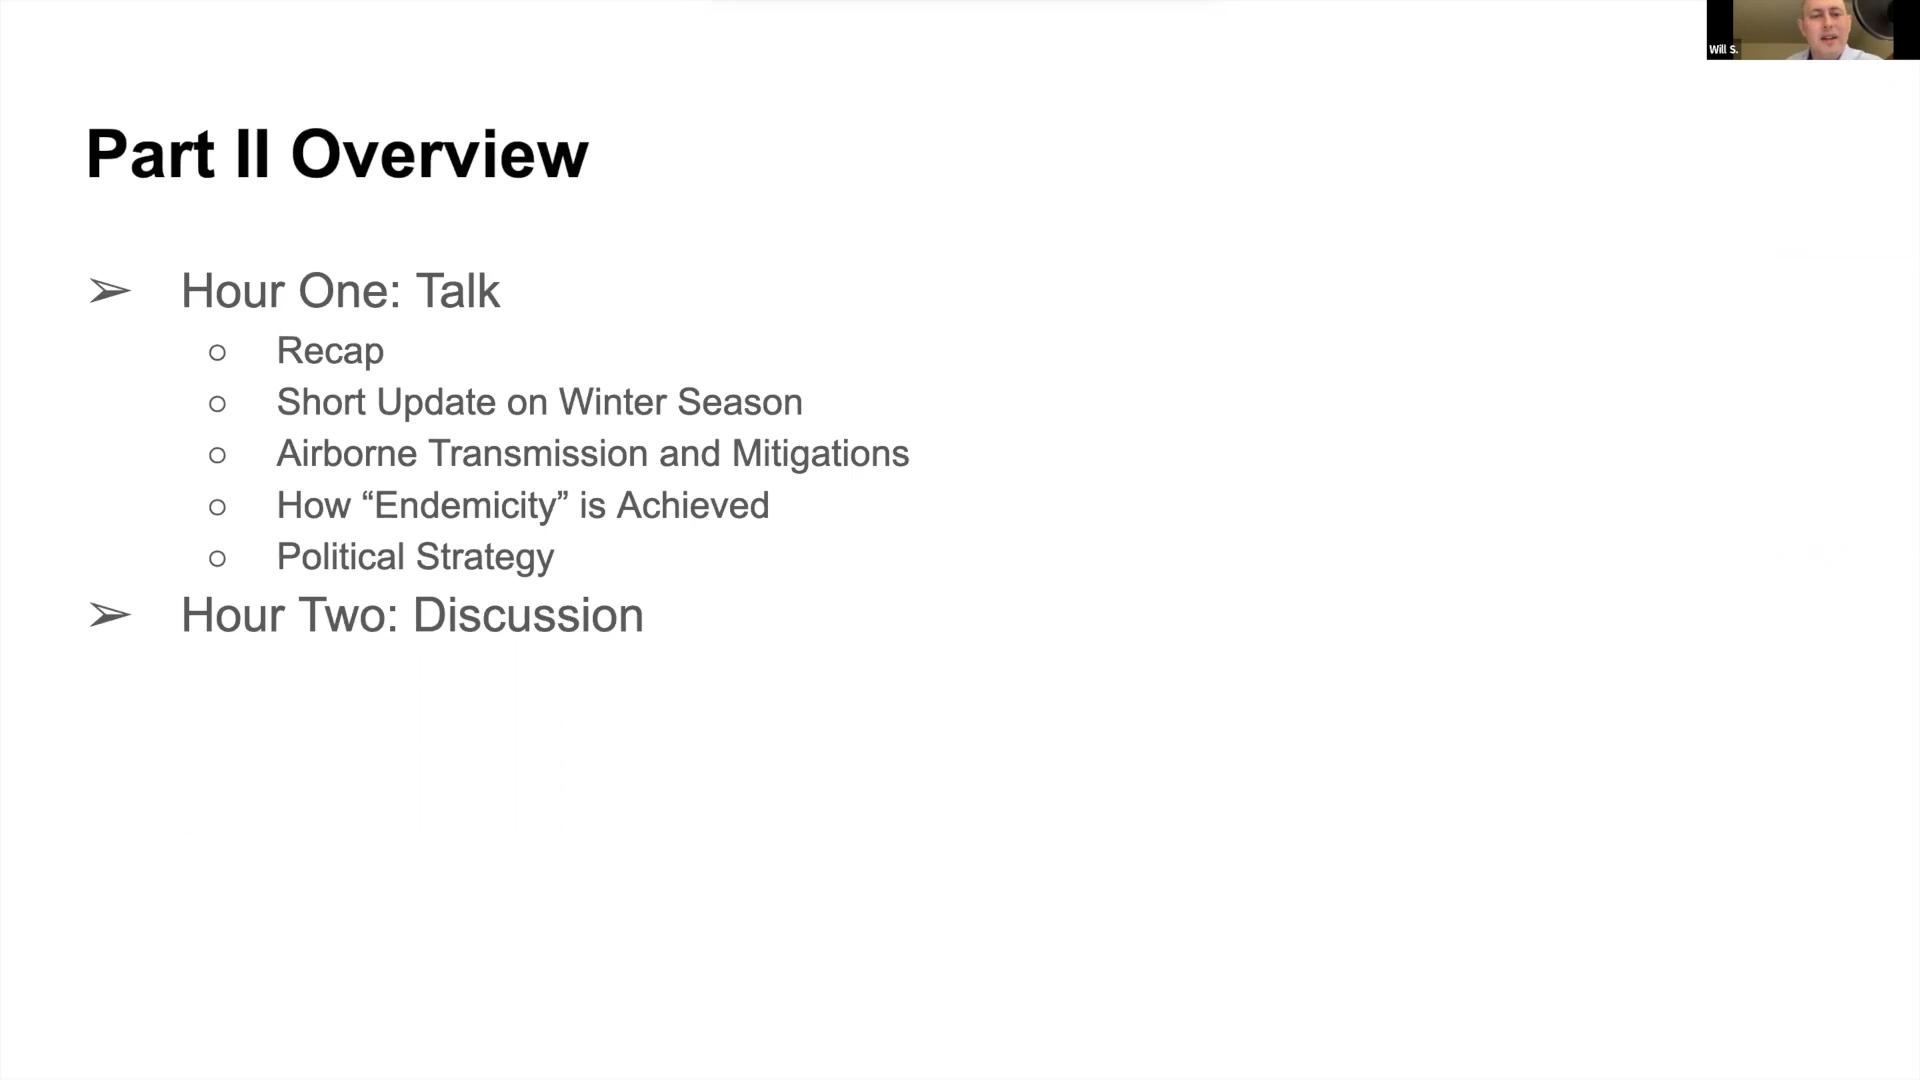 Will S.
Part II Overview
➢ Hour One: Talk
○ Recap
○ Short Update on Winter Season
○ Airborne Transmission and Mitigations
○ How “Endemicity” is Achieved
○ Political Strategy
➢ Hour Two: Discussion